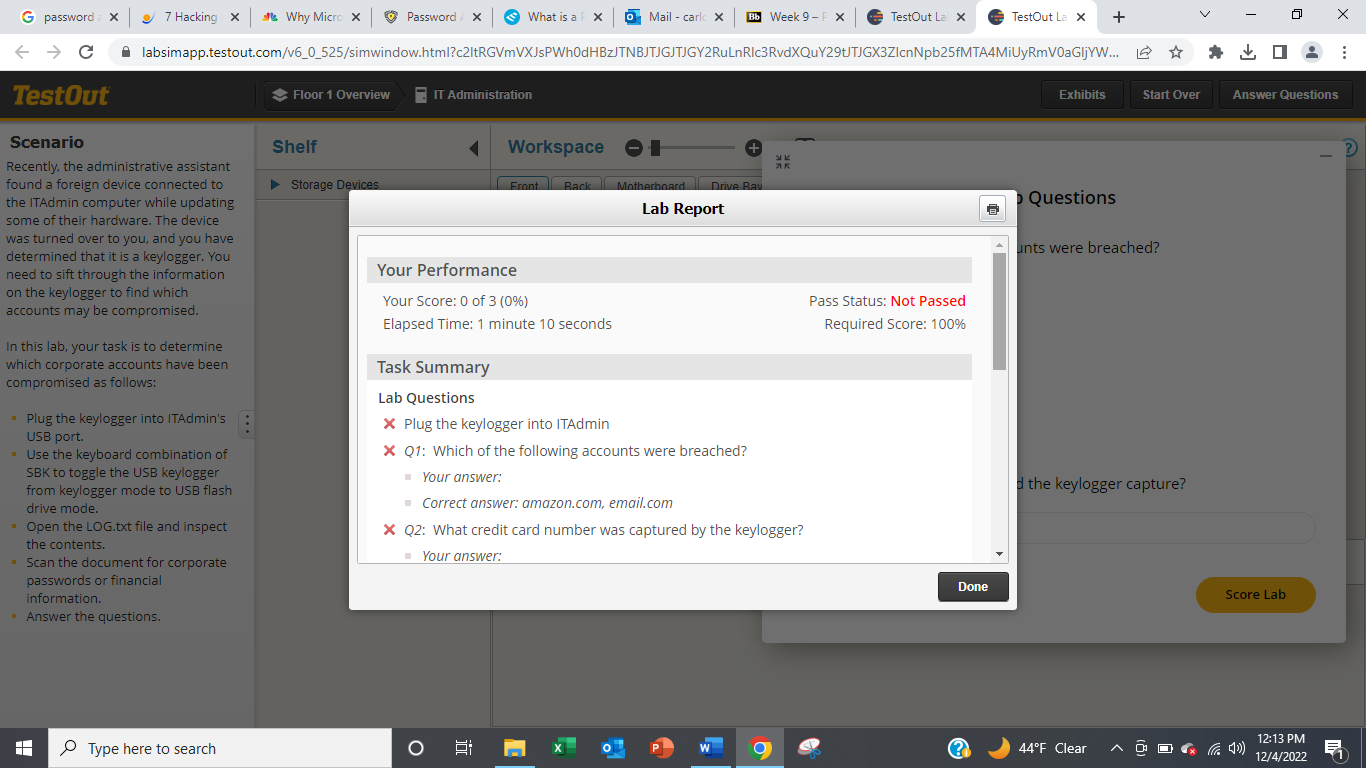 password a
7 Hacking
Why Micro
Password A
What is a P
Mail - carlo
Week 9 – P
TestOut La
TestOut La
TestOut
Floor 1 Overview
IT Administration
Exhibits
Start Over
Answer Questions
Scenario
Recently, the administrative assistant
found a foreign device connected to
the ITAdmin computer while updating
some of their hardware. The device
was turned over to you, and you have
determined that it is a keylogger. You
need to sift through the information
on the keylogger to find which
accounts may be compromised.
In this lab, your task is to determine
which corporate accounts have been
compromised as follows:
Plug the keylogger into ITAdmin's
USB port.
Use the keyboard combination of
SBK to toggle the USB keylogger
from keylogger mode to USB flash
drive mode.
Open the LOG.txt file and inspect
the contents.
Scan the document for corporate
passwords or financial
information.
Answer the questions.
Shelf
Storage Devices
Workspace
Front
Back
Motherboard
Drive Bay
Lab Report
Your Performance
Your Score: 0 of 3 (0%)
Pass Status: Not Passed
Elapsed Time: 1 minute 10 seconds
Required Score: 100%
Task Summary
Lab Questions
Plug the keylogger into ITAdmin
Q1: Which of the following accounts were breached?
Your answer:
Correct answer: amazon.com, email.com
Q2: What credit card number was captured by the keylogger?
Your answer:
Done
Questions
unts were breached?
d the keylogger capture?
Score Lab
Type here to search
44°F Clear
12:13 PM
12/4/2022
1